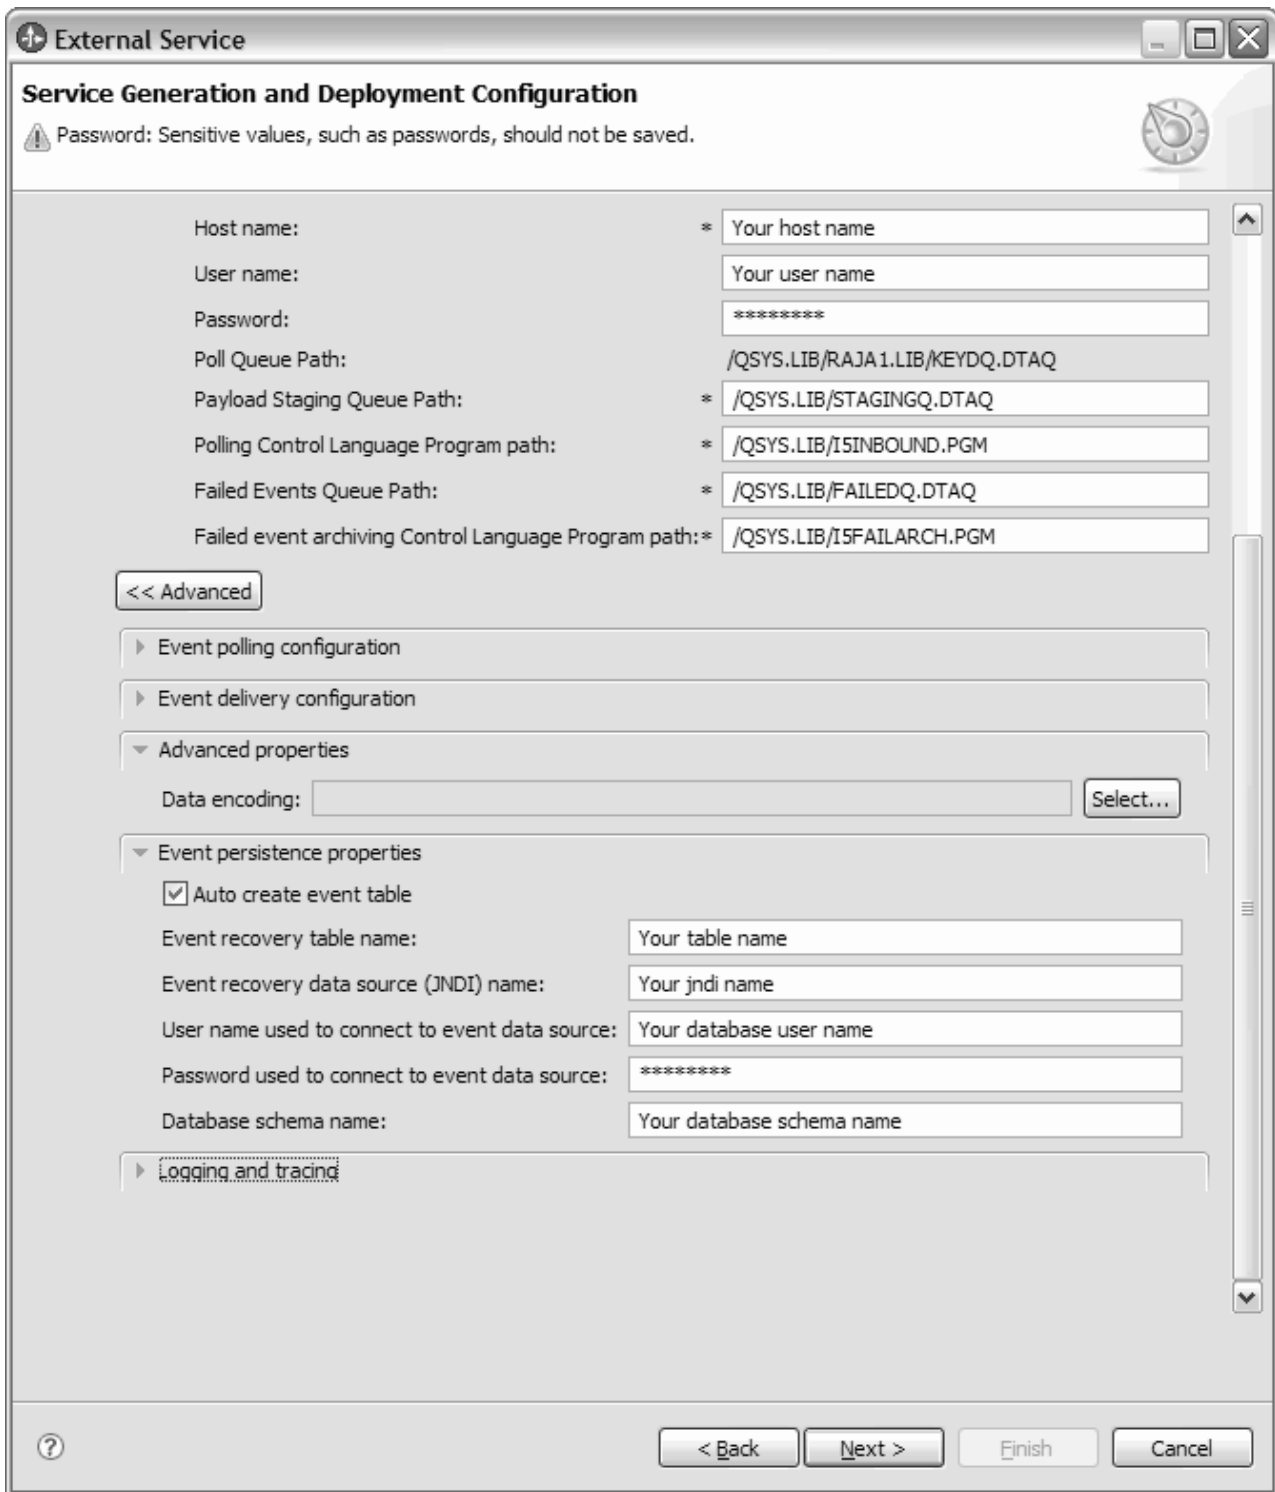 External Service
Service Generation and Deployment Configuration
Password: Sensitive values, such as passwords, should not be saved.
Host name: * Your host name
User name: Your user name
Password: ********
Poll Queue Path: /QSYS.LIB/RAJA1.LIB/KEYDQ.DTAQ
Payload Staging Queue Path: * /QSYS.LIB/STAGINGQ.DTAQ
Polling Control Language Program path: * /QSYS.LIB/I5INBOUND.PGM
Failed Events Queue Path: * /QSYS.LIB/FAILEDQ.DTAQ
Failed event archiving Control Language Program path:* /QSYS.LIB/I5FAILARCH.PGM
<< Advanced
Event polling configuration
Event delivery configuration
Advanced properties
Data encoding: Select...
Event persistence properties
Auto create event table
Event recovery table name: Your table name
Event recovery data source (JNDI) name: Your jndi name
User name used to connect to event data source: Your database user name
Password used to connect to event data source: ********
Database schema name: Your database schema name
Logging and tracing
? < Back Next > Finish Cancel